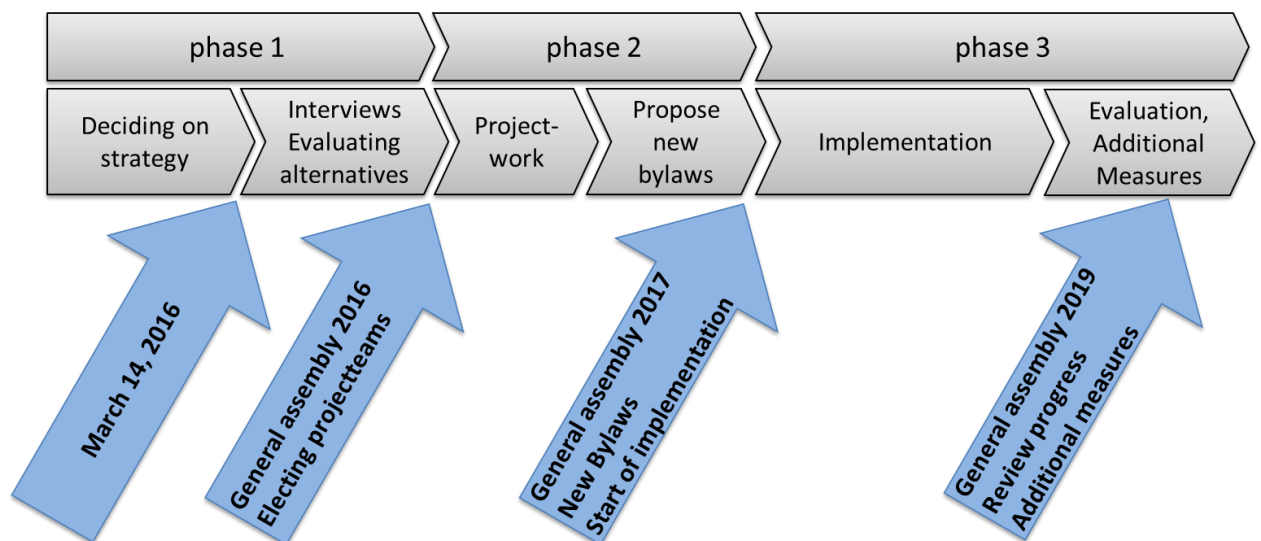 phase 1
phase 2
phase 3
Deciding on
strategy
Interviews
Evaluating
alternatives
Project-
work
Propose
new
bylaws
Implementation
Evaluation,
Additional
Measures
March 14, 2016
General assembly 2016
Electing projectteams
General assembly 2017
New Bylaws
Start of implementation
General assembly 2019
Review progress
Additional measures